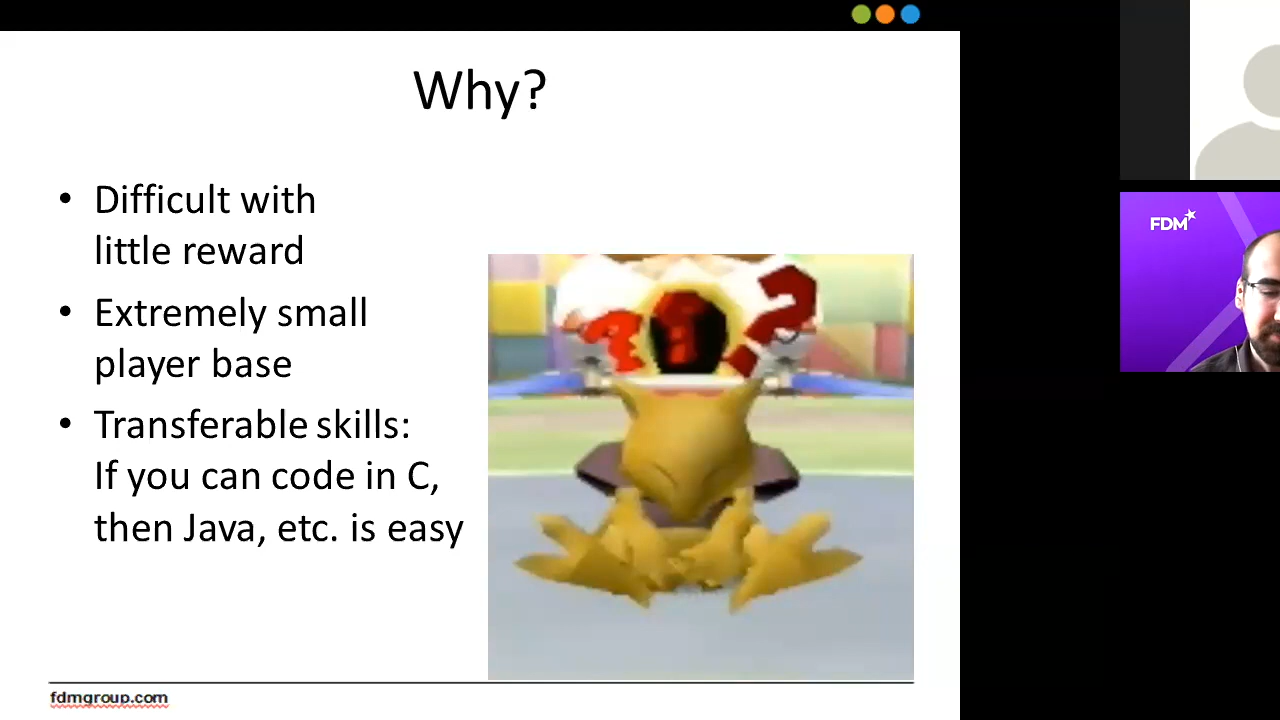 Why?
• Difficult with
little reward
• Extremely small
player base
• Transferable skills:
If you can code in C,
then Java, etc. is easy
? ?
fdmgroup.com
FDM